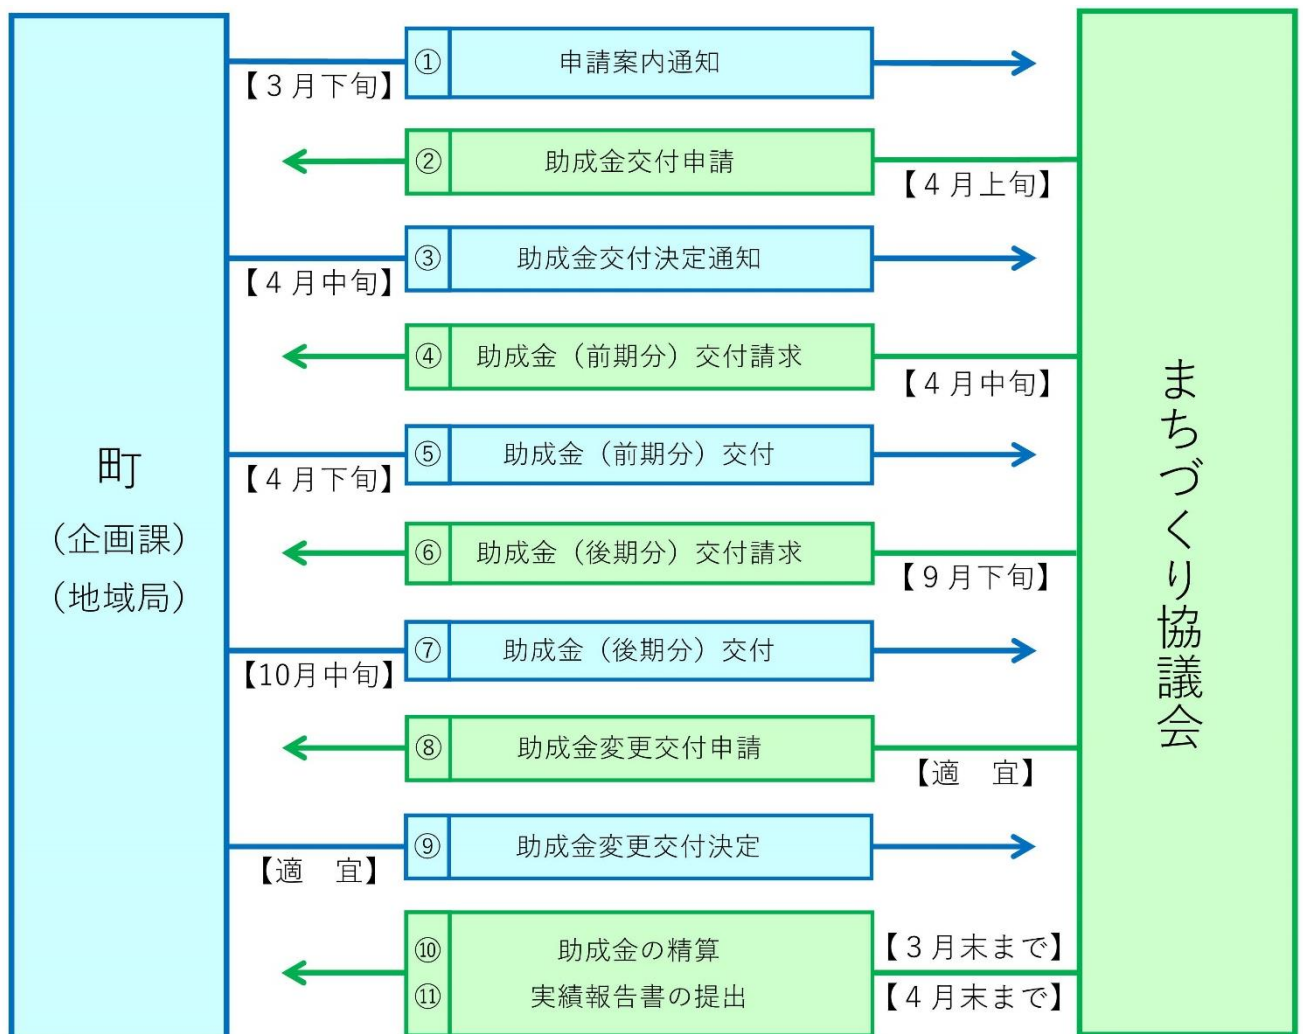 町
（企画課）
（地域局）
① 申請案内通知
【３月下旬】
② 助成金交付申請
【４月上旬】
③ 助成金交付決定通知
【４月中旬】
④ 助成金（前期分）交付請求
【４月中旬】
⑤ 助成金（前期分）交付
【４月下旬】
⑥ 助成金（後期分）交付請求
【９月下旬】
⑦ 助成金（後期分）交付
【10月中旬】
⑧ 助成金変更交付申請
【適　宜】
⑨ 助成金変更交付決定
【適　宜】
⑩ 助成金の精算
【３月末まで】
⑪ 実績報告書の提出
【４月末まで】
まちづくり協議会